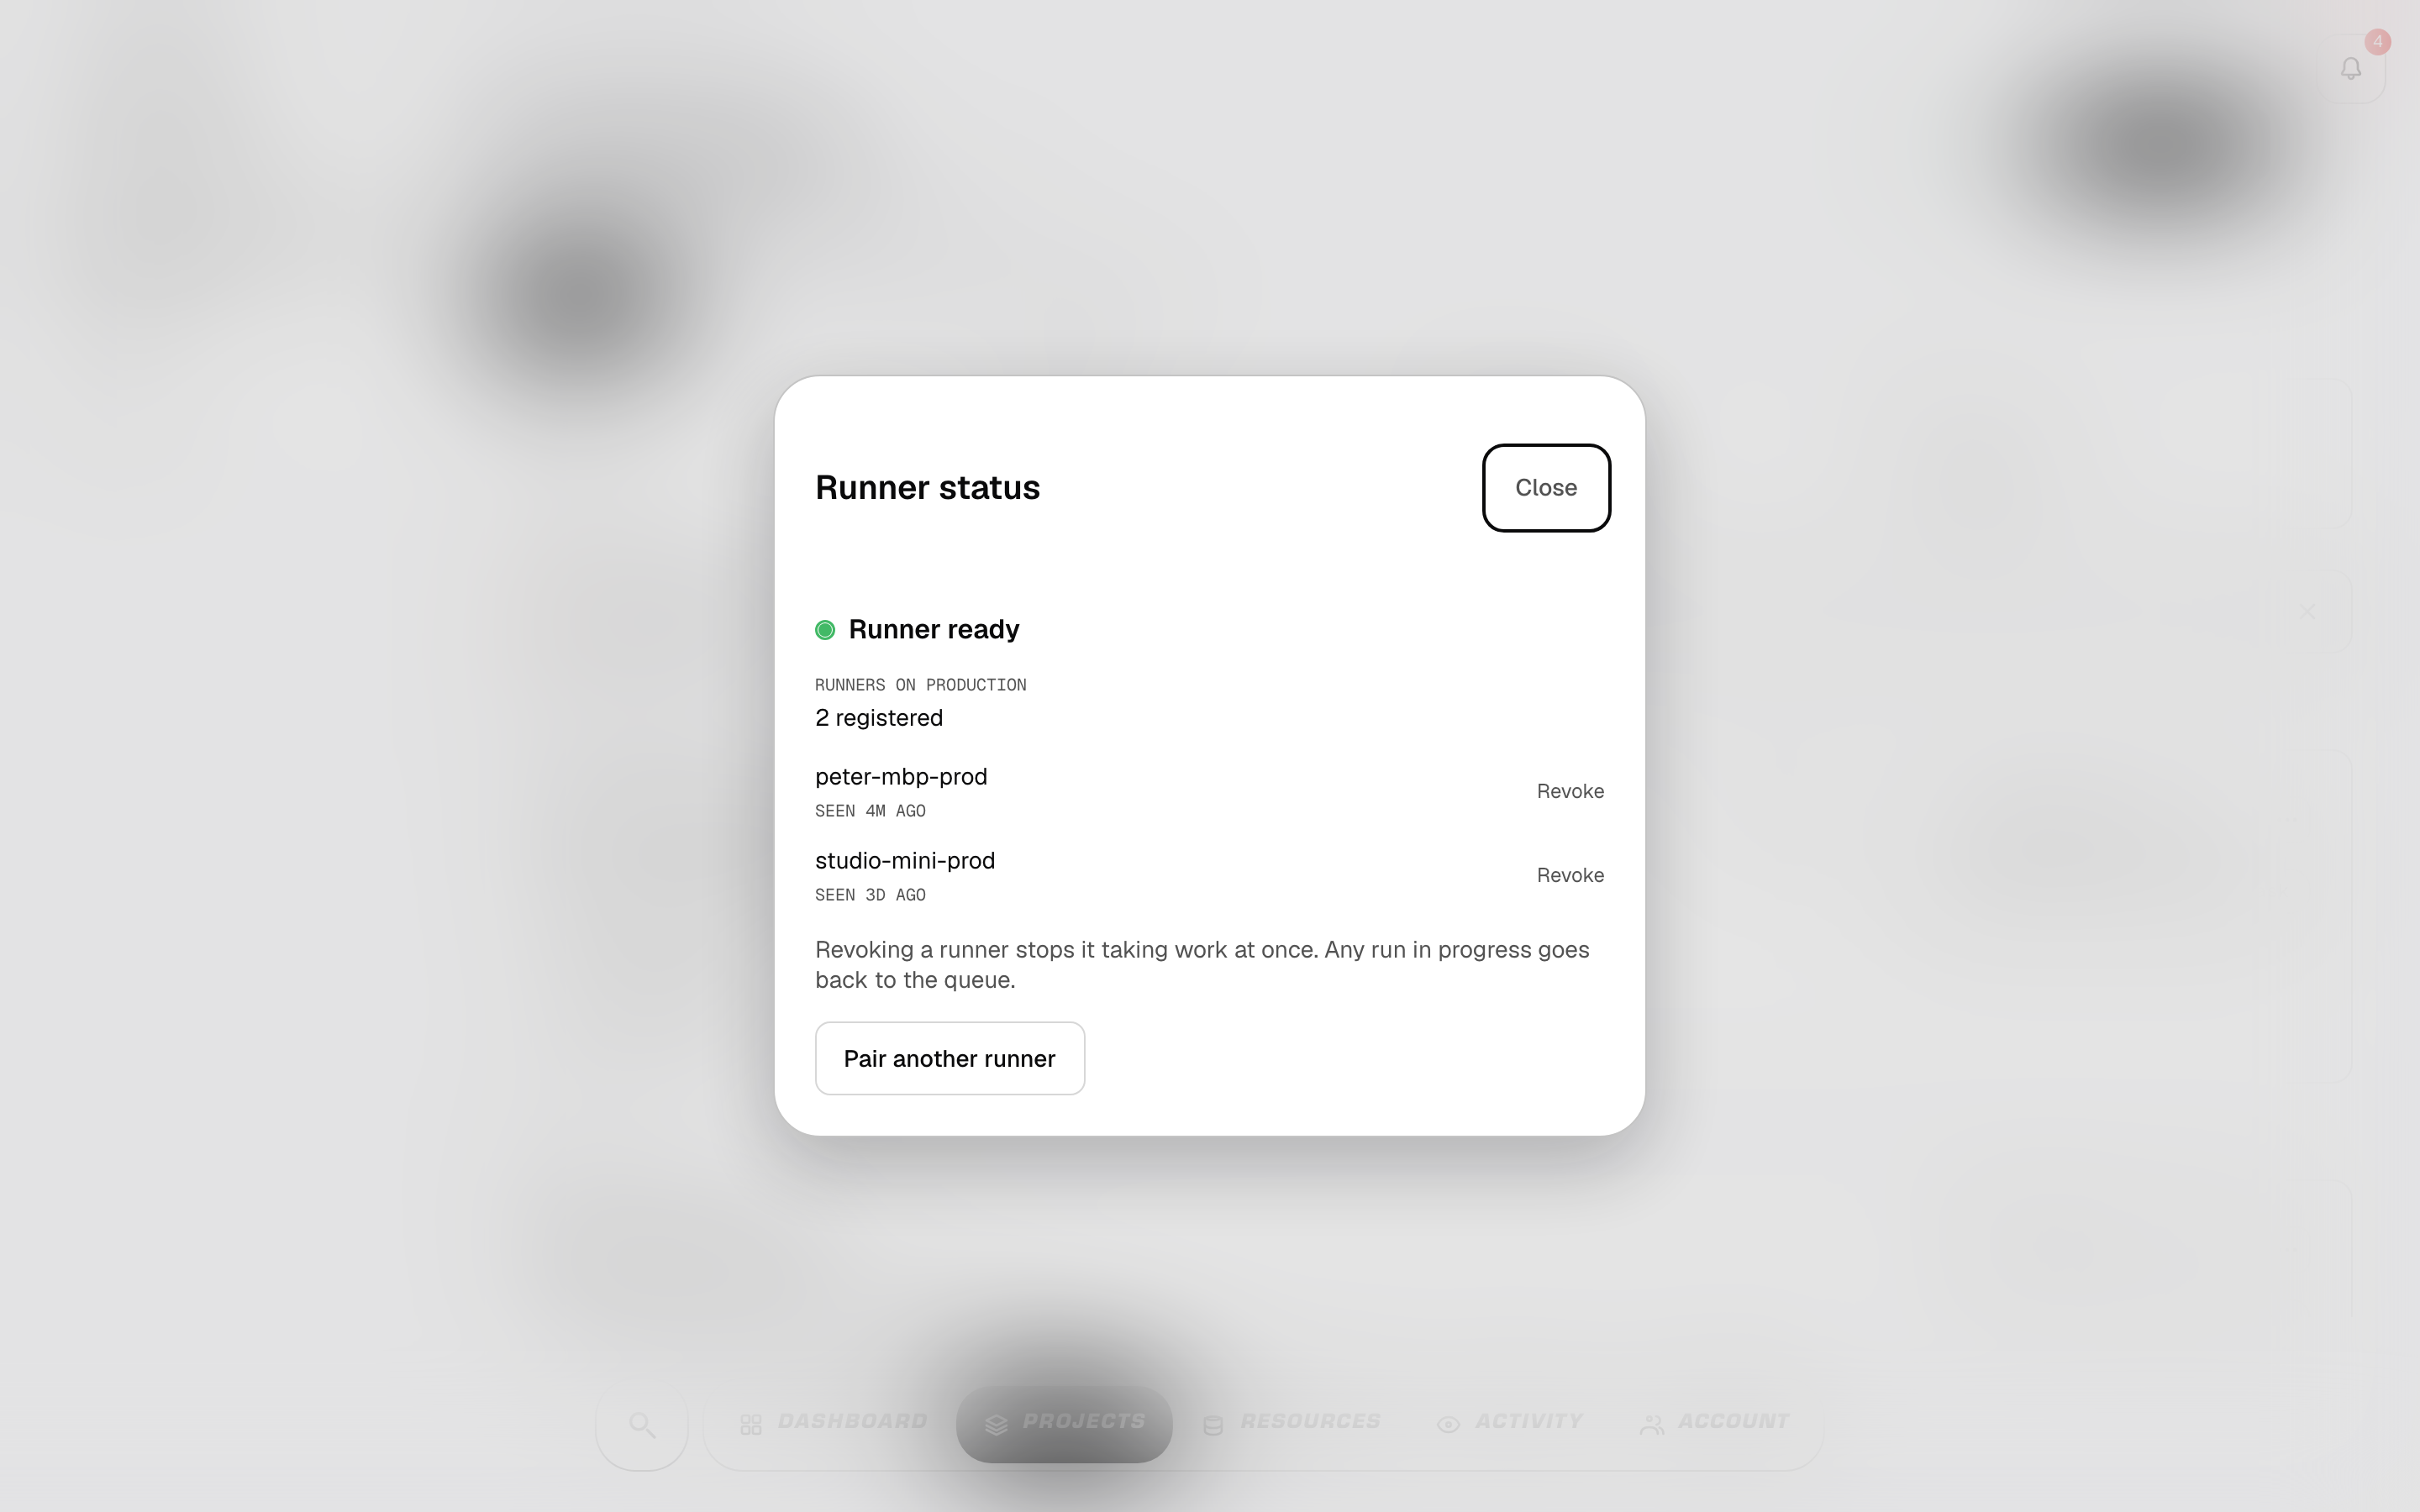 4
Runner status
Close
Runner ready
RUNNERS ON PRODUCTION
2 registered
peter-mbp-prod
Revoke
SEEN 4M AGO
studio-mini-prod
Revoke
SEEN 3D AGO
Revoking a runner stops it taking work at once. Any run in progress goes
back to the queue.
Pair another runner
DASHBOARD
PROJECTS
RESOURCES
ACTIVITY
ACCOUNT